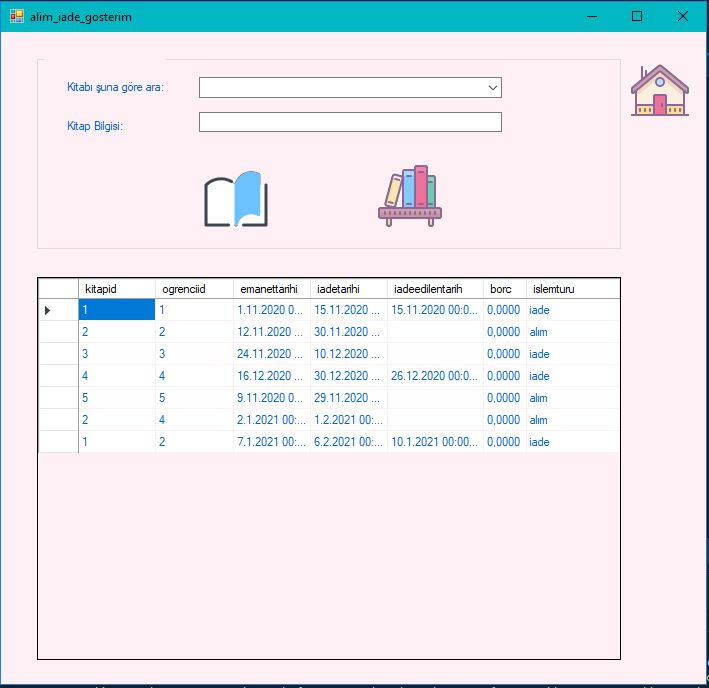 alim_iade_gosterim
Kitabı şuna göre ara:
Kitap Bilgisi:
kitapid ogrenciid emanettarihi iadetarihi iadeedilentarih borc islemturu
1 1 1.11.2020 0... 15.11.2020 ... 15.11.2020 00:0... 0,0000 iade
2 2 12.11.2020 ... 30.11.2020 ... 0,0000 alım
3 3 24.11.2020 ... 10.12.2020 ... 0,0000 iade
4 4 16.12.2020 ... 30.12.2020 ... 26.12.2020 00:0... 0,0000 iade
5 5 9.11.2020 0... 29.11.2020 ... 0,0000 alım
2 4 2.1.2021 00:... 1.2.2021 00:... 0,0000 alım
1 2 7.1.2021 00:... 6.2.2021 00:... 10.1.2021 00:00... 0,0000 iade